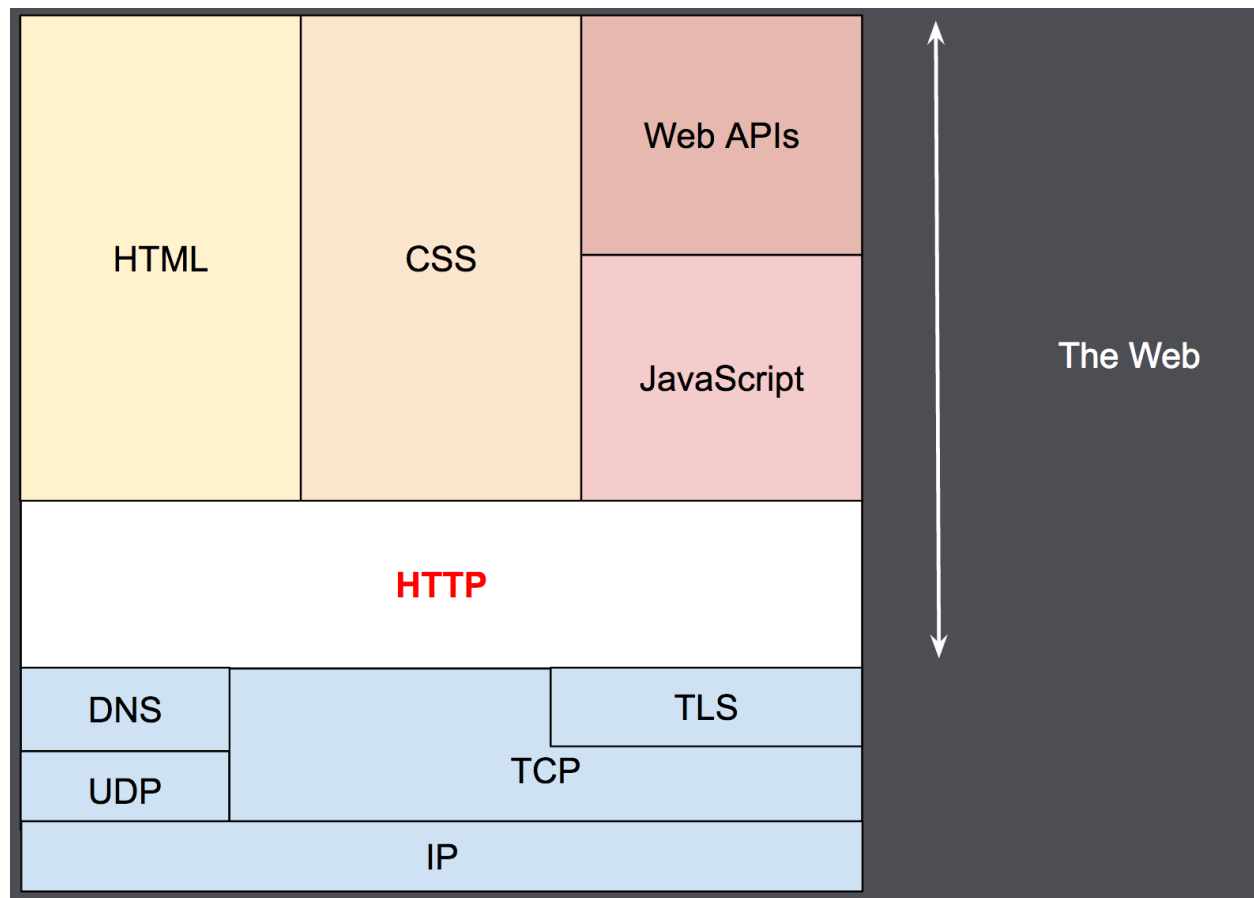 Web APIs
HTML
CSS
JavaScript
The Web
HTTP
DNS
TLS
UDP
TCP
IP